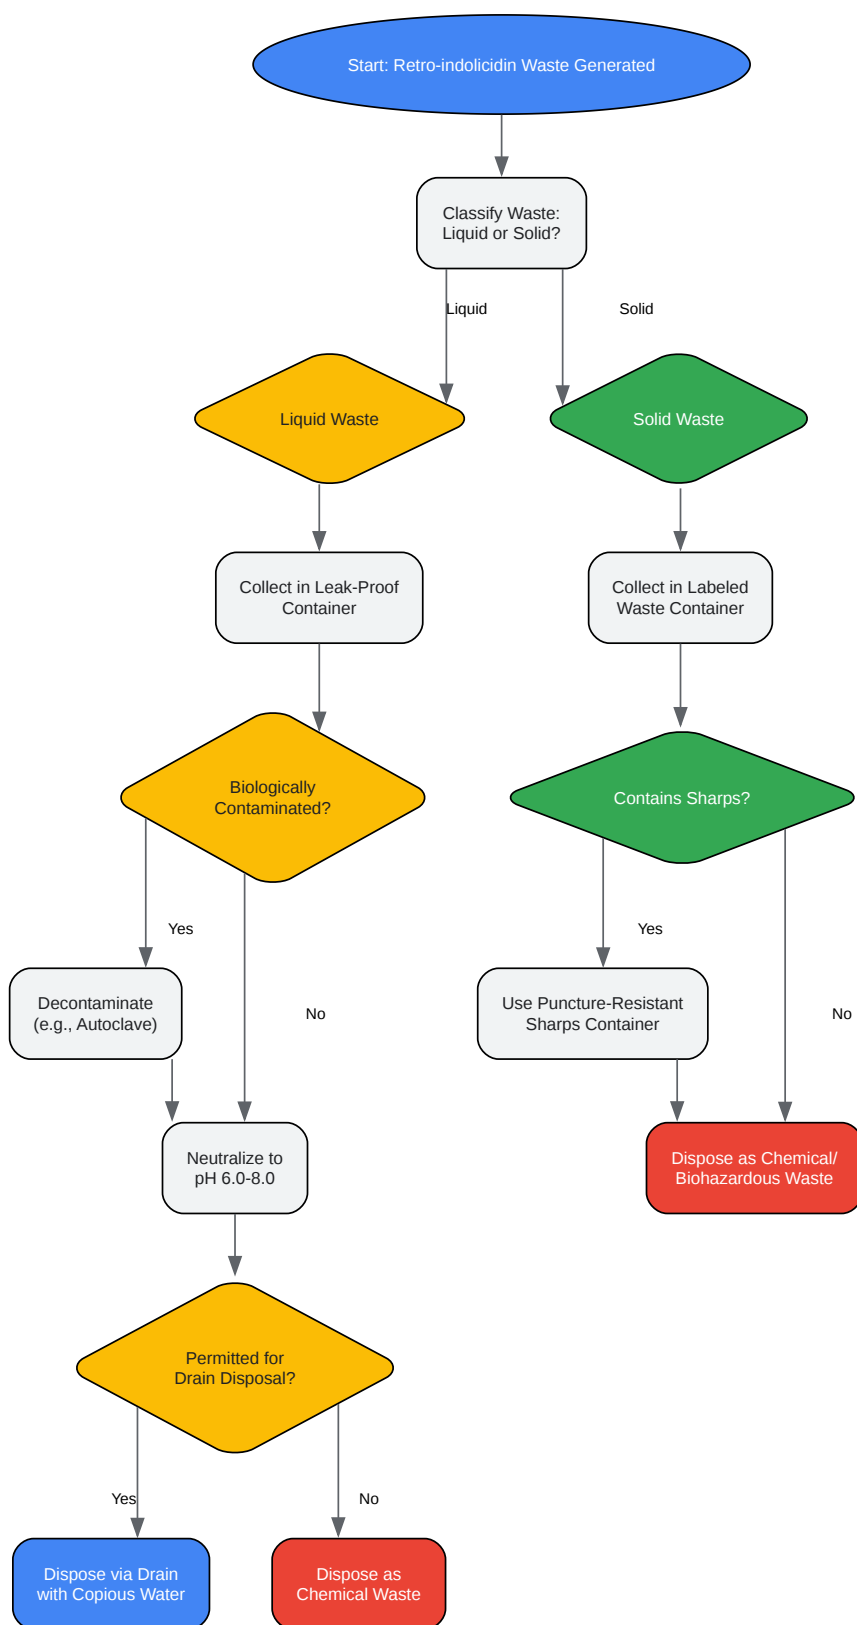 Start: Retro-indolicidin Waste Generated
Classify Waste:
Liquid or Solid?
Liquid
Solid
Liquid Waste
Solid Waste
Collect in Leak-Proof
Container
Collect in Labeled
Waste Container
Biologically
Contaminated?
Contains Sharps?
Yes
Yes
Decontaminate
(e.g., Autoclave)
No
Use Puncture-Resistant
Sharps Container
No
Neutralize to
pH 6.0-8.0
Dispose as Chemical/
Biohazardous Waste
Permitted for
Drain Disposal?
Yes
No
Dispose via Drain
with Copious Water
Dispose as
Chemical Waste